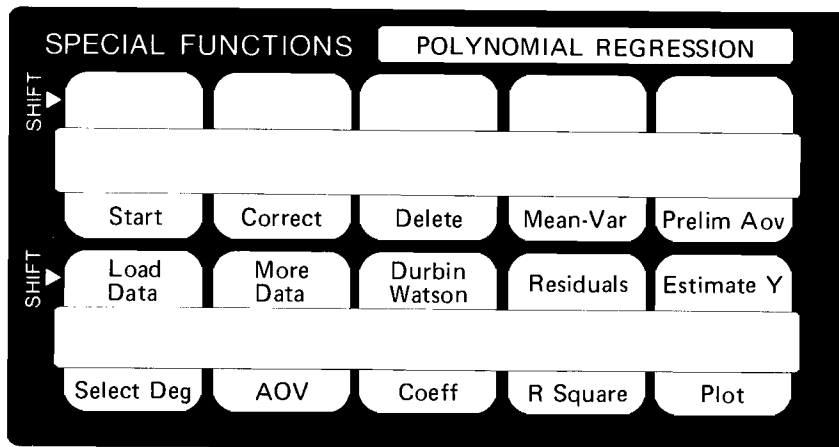 SPECIAL FUNCTIONS POLYNOMIAL REGRESSION
SHIFT
Start Correct Delete Mean-Var Prelim Aov
SHIFT
Load Data More Data Durbin Watson Residuals Estimate Y
Select Deg AOV Coeff R Square Plot